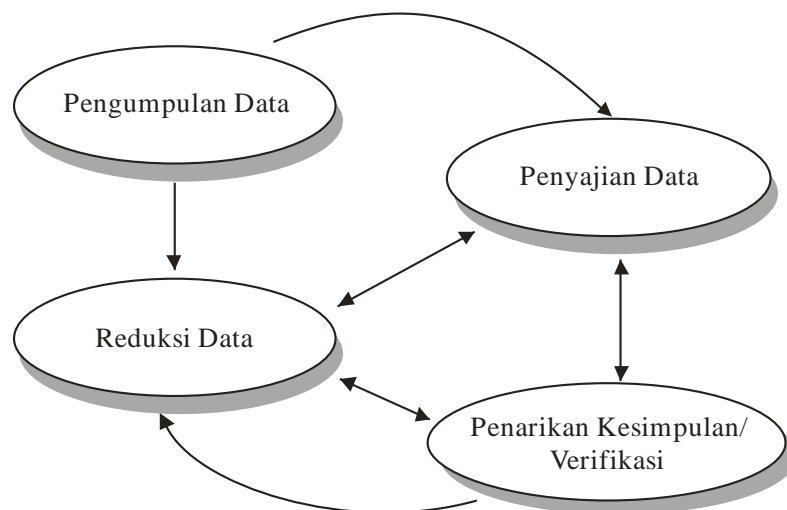 Pengumpulan Data
Penyajian Data
Reduksi Data
Penarikan Kesimpulan/
Verifikasi